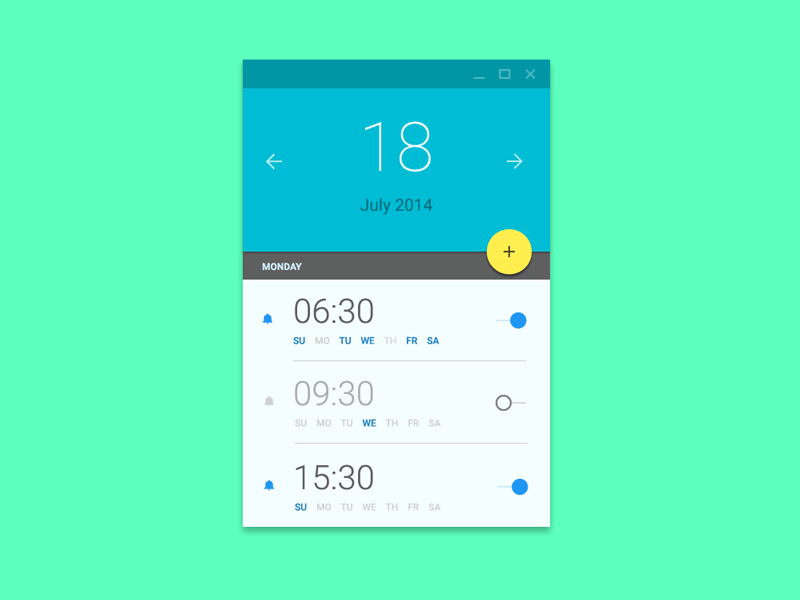 18
July 2014
MONDAY
06:30
SU MO TU WE TH FR SA
09:30
SU MO TU WE TH FR SA
15:30
SU MO TU WE TH FR SA